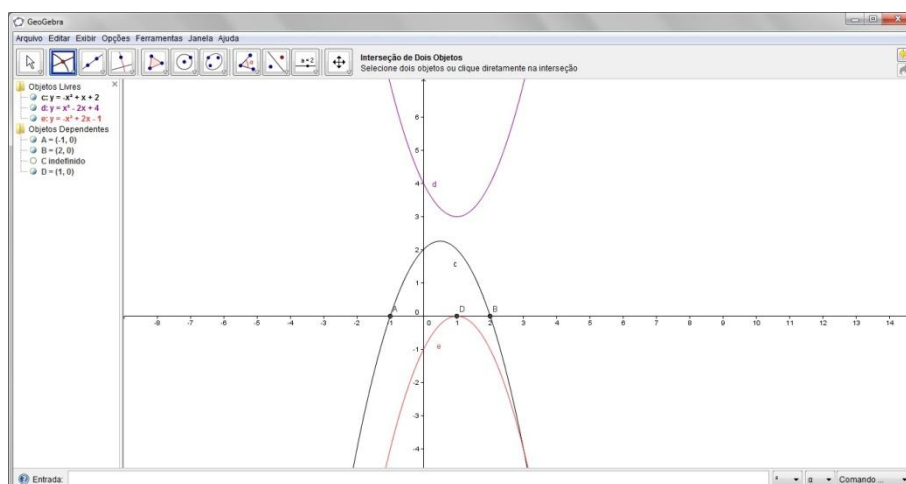 GeoGebra
Arquivo Editar Exibir Opções Ferramentas Janela Ajuda
a=2
Interseção de Dois Objetos
Selecione dois objetos ou clique diretamente na interseção
Objetos Livres
c: y = -x² + x + 2
d: y = x² - 2x + 4
e: y = -x² + 2x - 1
Objetos Dependentes
A = (-1, 0)
B = (2, 0)
C indefinido
D = (1, 0)
6
5
4
d
3
2
c
1
0
A
D
B
-8 -7 -6 -5 -4 -3 -2 -1 0 1 2 3 4 5 6 7 8 9 10 11 12 13 14
-1
e
-2
-3
-4
Entrada:
²
α
Comando ...